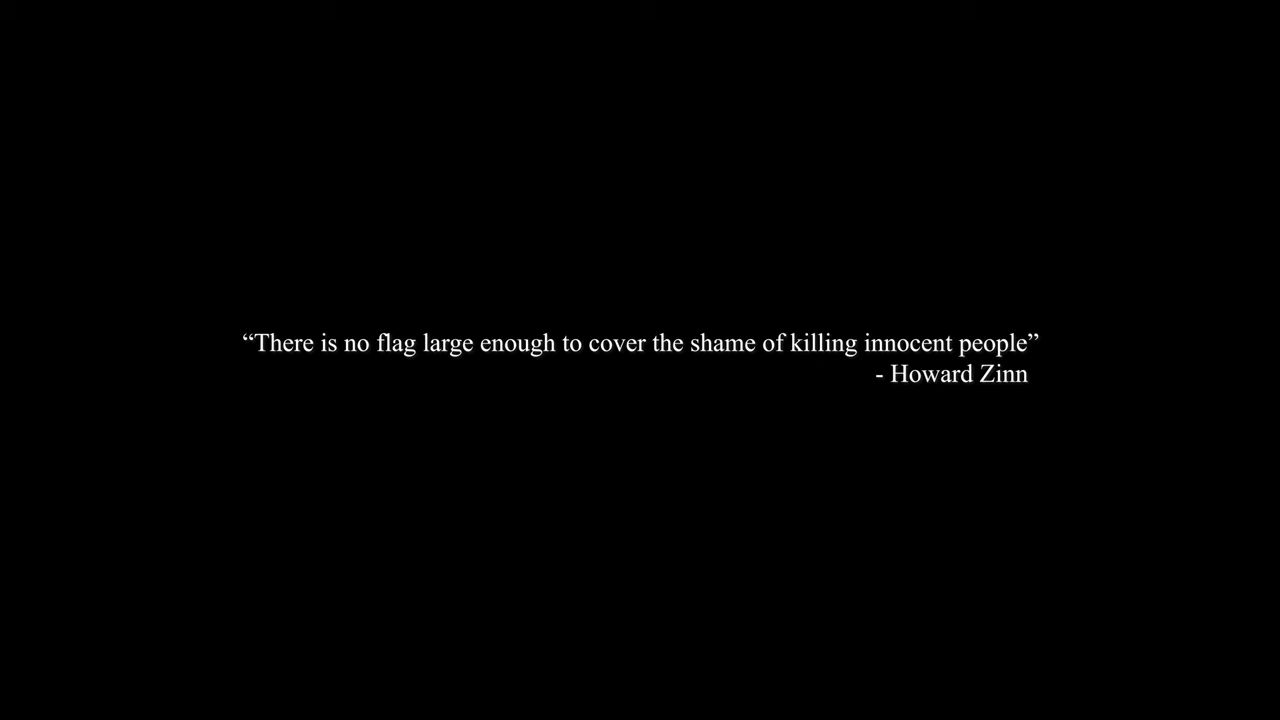 “There is no flag large enough to cover the shame of killing innocent people”
- Howard Zinn